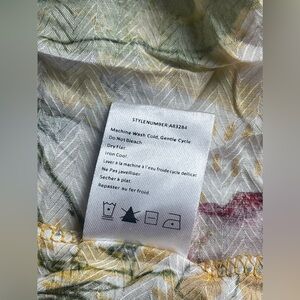 STYLENUMBER:A83284
Machine Wash Cold, Gentle Cycle
Do Not Bleach
Dry Flat
Iron Cool
Laver a la machine à l'eau froide cycle delicat
Ne Pas Javelliser
Sécher à plat
Repasser au fer froid.